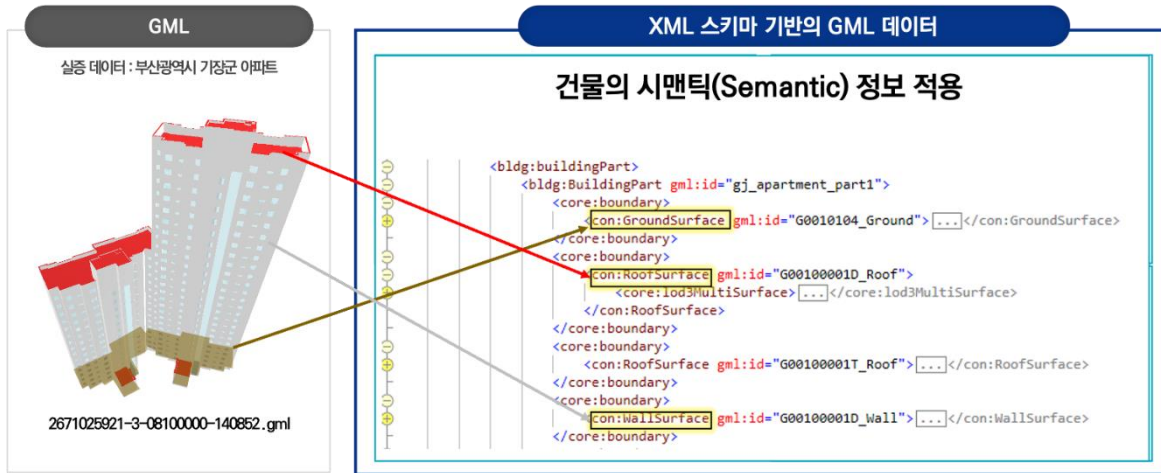 GML
실증 데이터 : 부산광역시 기장군 아파트
2671025921-3-08100000-140852.gml
XML 스키마 기반의 GML 데이터
건물의 시맨틱(Semantic) 정보 적용
<bldg:buildingPart>
<bldg:BuildingPart gml:id="gj_apartment_part1">
<core:boundary>
<con:GroundSurface gml:id="G0010104_Ground">...</con:GroundSurface>
</core:boundary>
<core:boundary>
<con:RoofSurface gml:id="G00100001D_Roof">
<core:lod3MultiSurface>...</core:lod3MultiSurface>
</con:RoofSurface>
</core:boundary>
<core:boundary>
<con:RoofSurface gml:id="G00100001T_Roof">...</con:RoofSurface>
</core:boundary>
<core:boundary>
<con:WallSurface gml:id="G00100001D_Wall">...</con:WallSurface>
</core:boundary>